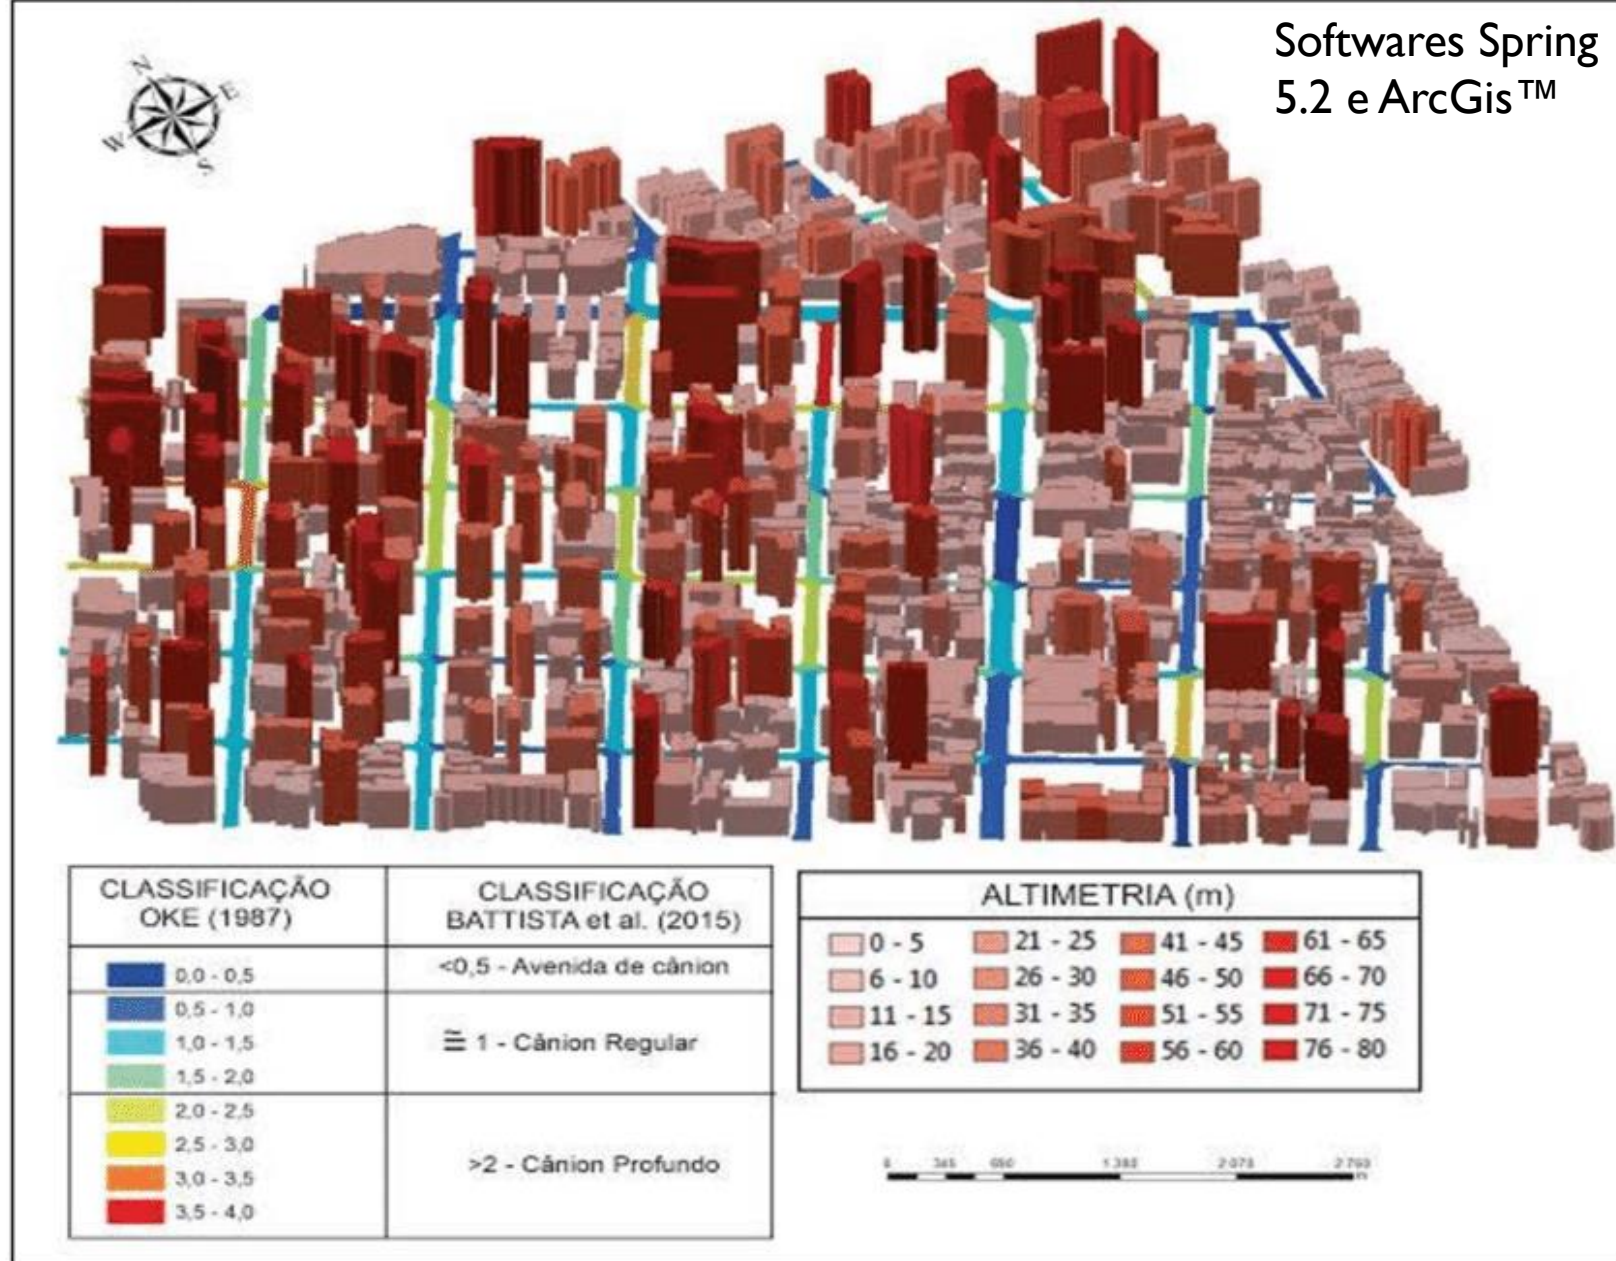 Softwares Spring
5.2 e ArcGis™
N
E
W
S
CLASSIFICAÇÃO
OKE (1987)
CLASSIFICAÇÃO
BATTISTA et al. (2015)
0,0 - 0,5
<0,5 - Avenida de cânion
0,5 - 1,0
1,0 - 1,5
≅ 1 - Cânion Regular
1,5 - 2,0
2,0 - 2,5
2,5 - 3,0
3,0 - 3,5
>2 - Cânion Profundo
3,5 - 4,0
ALTIMETRIA (m)
0 - 5
21 - 25
41 - 45
61 - 65
6 - 10
26 - 30
46 - 50
66 - 70
11 - 15
31 - 35
51 - 55
71 - 75
16 - 20
36 - 40
56 - 60
76 - 80